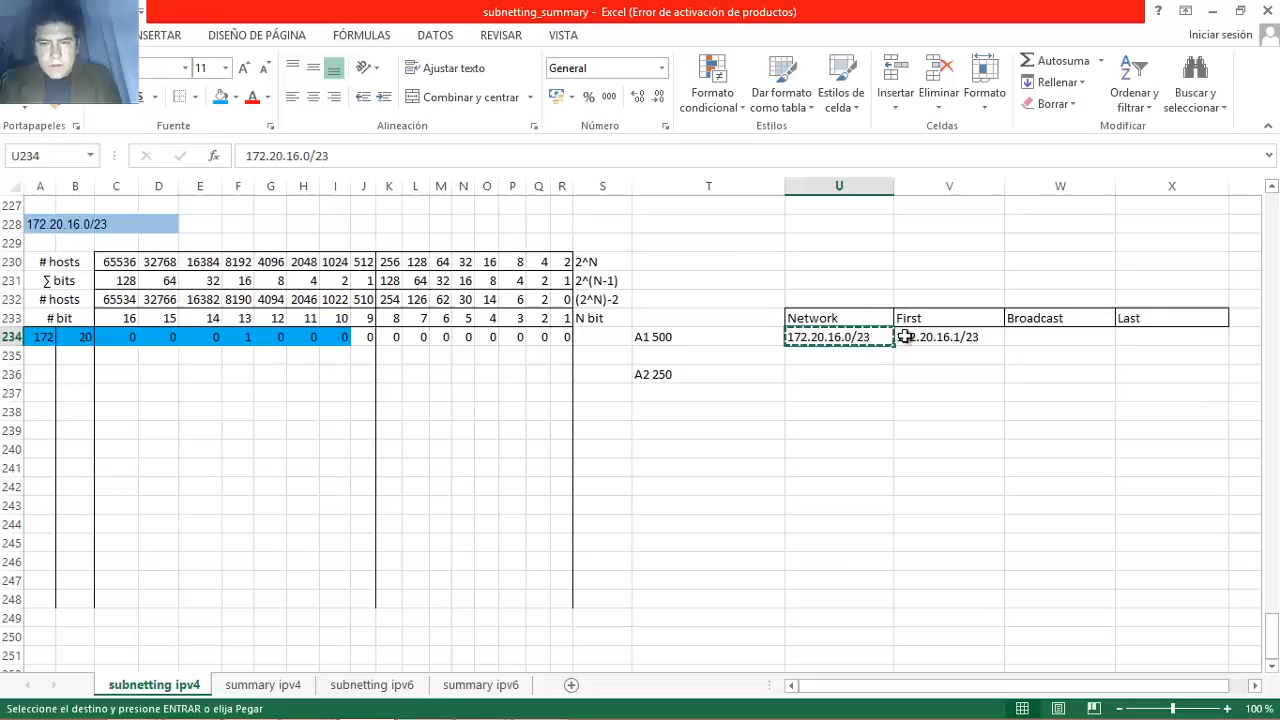 subnetting_summary - Excel (Error de activación de productos)
INSERTAR DISEÑO DE PÁGINA FÓRMULAS DATOS REVISAR VISTA Iniciar sesión
11 Ajustar texto General Autosuma
Combinar y centrar % 000 Rellenar
Borrar
Formato condicional Dar formato como tabla Estilos de celda Insertar Eliminar Formato Ordenar y filtrar Buscar y seleccionar
Portapapeles Fuente Alineación Número Estilos Celdas Modificar
U234 fx 172.20.16.0/23
A B C D E F G H I J K L M N O P Q R S T U V W X
227
228 172.20.16.0/23
229
230 # hosts 65536 32768 16384 8192 4096 2048 1024 512 256 128 64 32 16 8 4 2 2^N
231 ∑ bits 128 64 32 16 8 4 2 1 128 64 32 16 8 4 2 1 2^(N-1)
232 # hosts 65534 32766 16382 8190 4094 2046 1022 510 254 126 62 30 14 6 2 0 (2^N)-2
233 # bit 16 15 14 13 12 11 10 9 8 7 6 5 4 3 2 1 N bit Network First Broadcast Last
234 172 20 0 0 0 1 0 0 0 0 0 0 0 0 0 0 0 0 A1 500 172.20.16.0/23 2.20.16.1/23
235
236 A2 250
237
238
239
240
241
242
243
244
245
246
247
248
249
250
251
subnetting ipv4 summary ipv4 subnetting ipv6 summary ipv6
Seleccione el destino y presione ENTRAR o elija Pegar 100 %